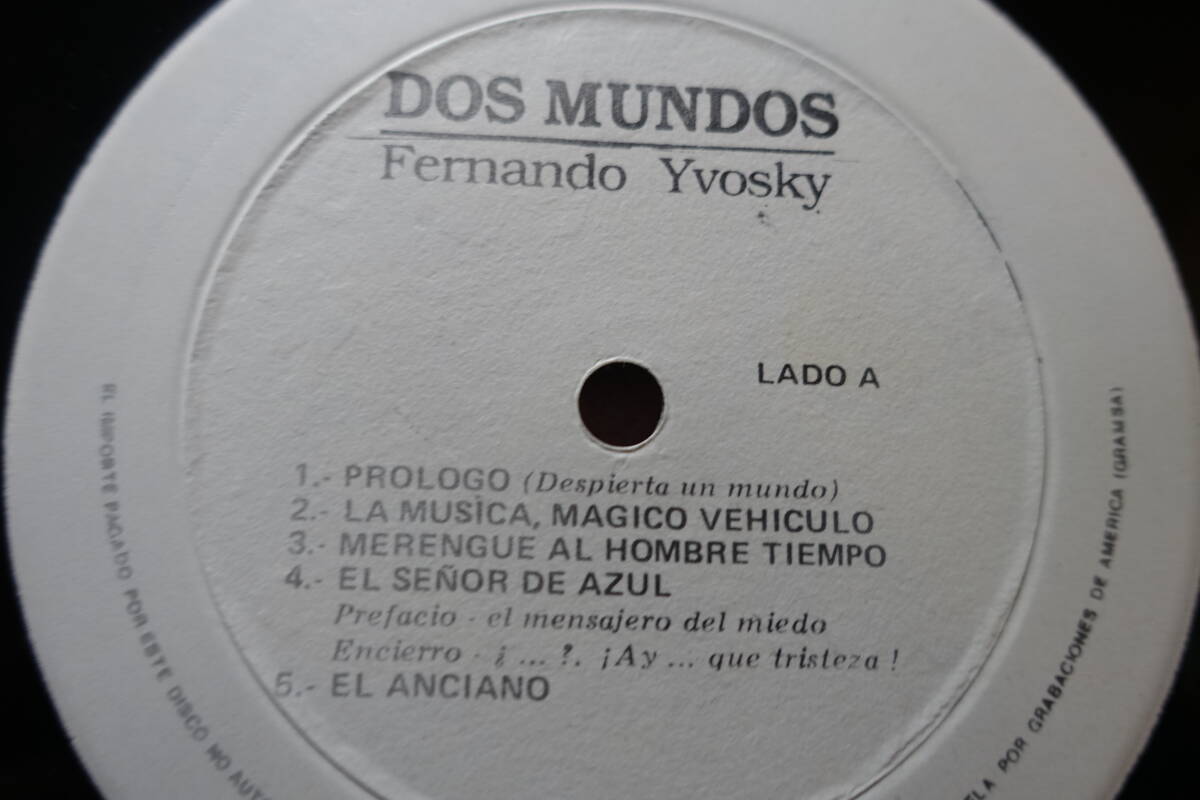 DOS MUNDOS
Fernando Yvosky
LADO A
1.- PROLOGO (Despierta un mundo)
2.- LA MUSICA, MAGICO VEHICULO
3.- MERENGUE AL HOMBRE TIEMPO
4.- EL SEÑOR DE AZUL
Prefacio - el mensajero del miedo
Encierro - ¿ ... ?. ¡Ay ... que tristeza !
5.- EL ANCIANO
EL IMPORTE PAGADO POR ESTE DISCO NO
POR GRABACIONES DE AMERICA (GRAMSA)